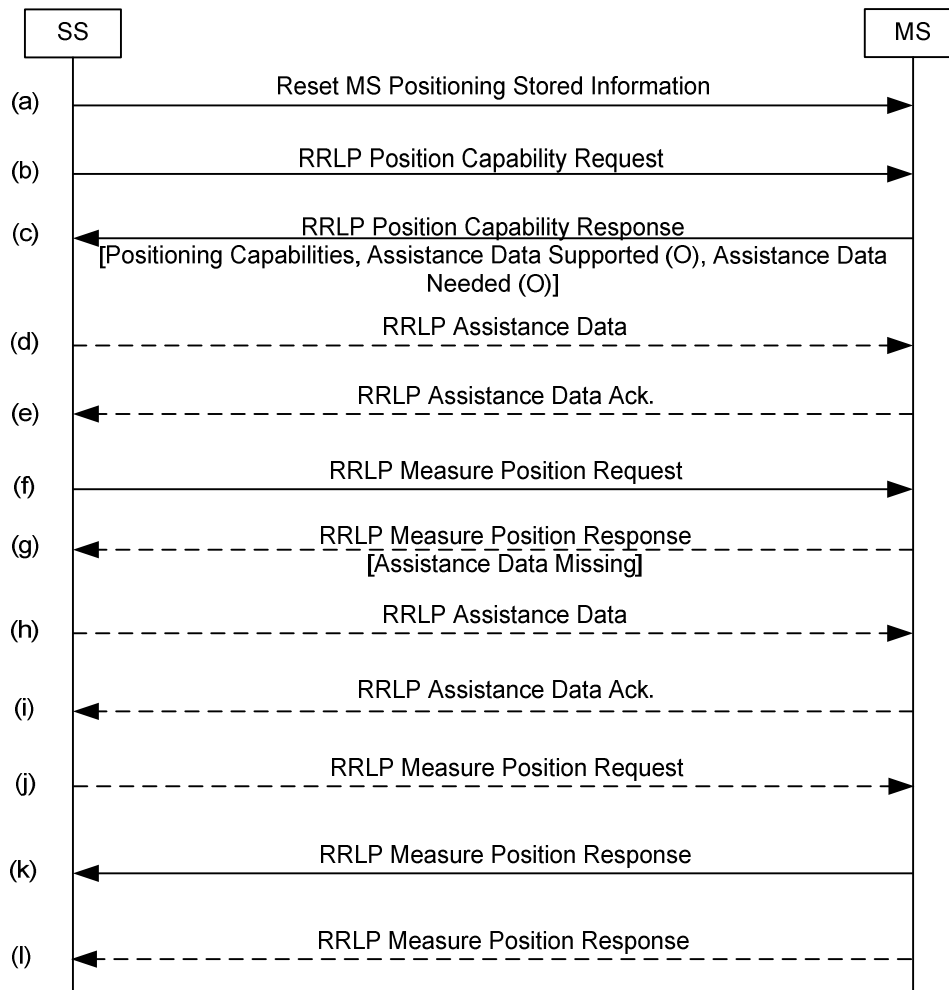 SS
MS
(a)
Reset MS Positioning Stored Information
(b)
RRLP Position Capability Request
(c)
RRLP Position Capability Response
[Positioning Capabilities, Assistance Data Supported (O), Assistance Data
Needed (O)]
(d)
RRLP Assistance Data
(e)
RRLP Assistance Data Ack.
(f)
RRLP Measure Position Request
(g)
RRLP Measure Position Response
[Assistance Data Missing]
(h)
RRLP Assistance Data
(i)
RRLP Assistance Data Ack.
(j)
RRLP Measure Position Request
(k)
RRLP Measure Position Response
(l)
RRLP Measure Position Response